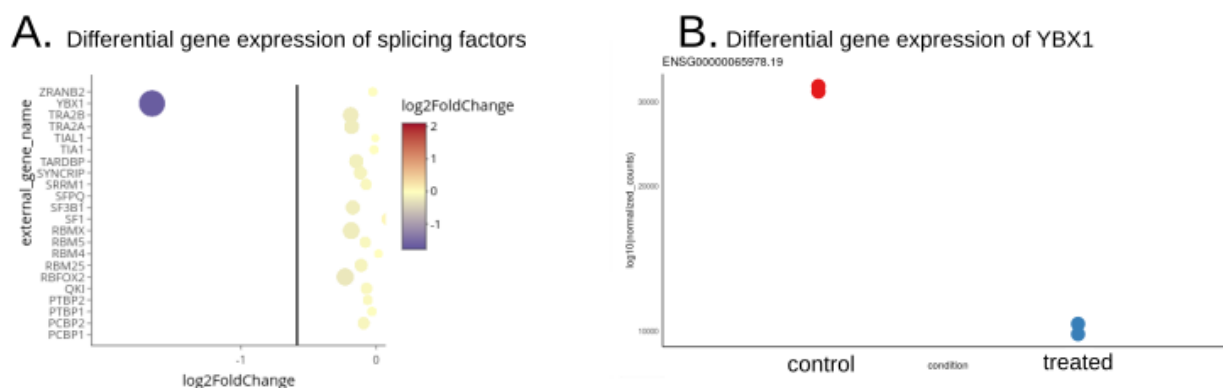 A. Differential gene expression of splicing factors
external_gene_name
ZRANB2
YBX1
TRA2B
TRA2A
TIAL1
TIA1
TARDBP
SYNCRIP
SRRM1
SFPQ
SF3B1
SF1
RBMX
RBM5
RBM4
RBM25
RBFOX2
QKI
PTBP2
PTBP1
PCBP2
PCBP1
-1
0
log2FoldChange
log2FoldChange
2
1
0
-1
B. Differential gene expression of YBX1
ENSG00000065978.19
log10(normalized_counts)
30000
20000
10000
control
condition
treated